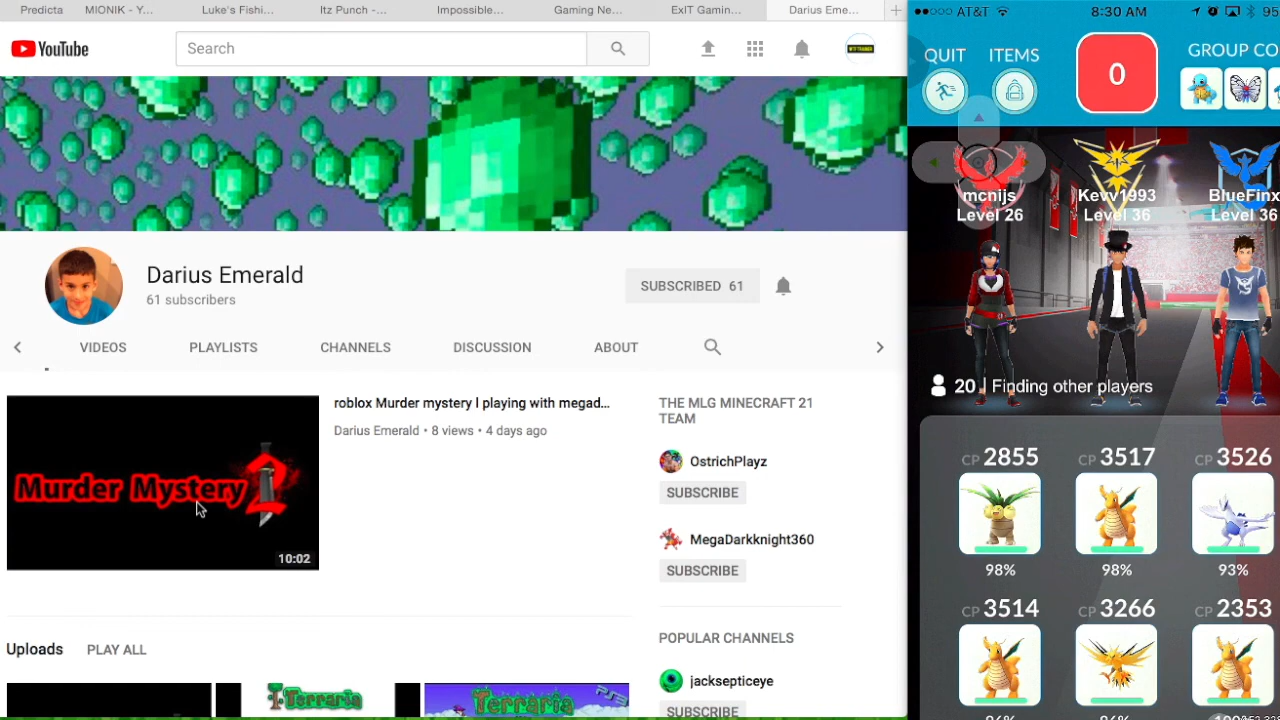 Predicta
MIONIK - Y...
Luke's Fishi...
Itz Punch -...
Impossible...
Gaming Ne...
ExIT Gamin...
Darius Eme...
YouTube
Search
Darius Emerald
61 subscribers
SUBSCRIBED 61
VIDEOS
PLAYLISTS
CHANNELS
DISCUSSION
ABOUT
Murder Mystery 2
10:02
roblox Murder mystery l playing with megad...
Darius Emerald • 8 views • 4 days ago
THE MLG MINECRAFT 21
TEAM
OstrichPlayz
SUBSCRIBE
MegaDarkknight360
SUBSCRIBE
POPULAR CHANNELS
jacksepticeye
SUBSCRIBE
Uploads
PLAY ALL
Terraria
Terraria
PS3
AT&T
8:30 AM
95
QUIT
ITEMS
0
GROUP CO
mcnijs
Level 26
Kevv1993
Level 36
BlueFinx
Level 36
20 | Finding other players
CP 2855
CP 3517
CP 3526
98%
98%
93%
CP 3514
CP 3266
CP 2353